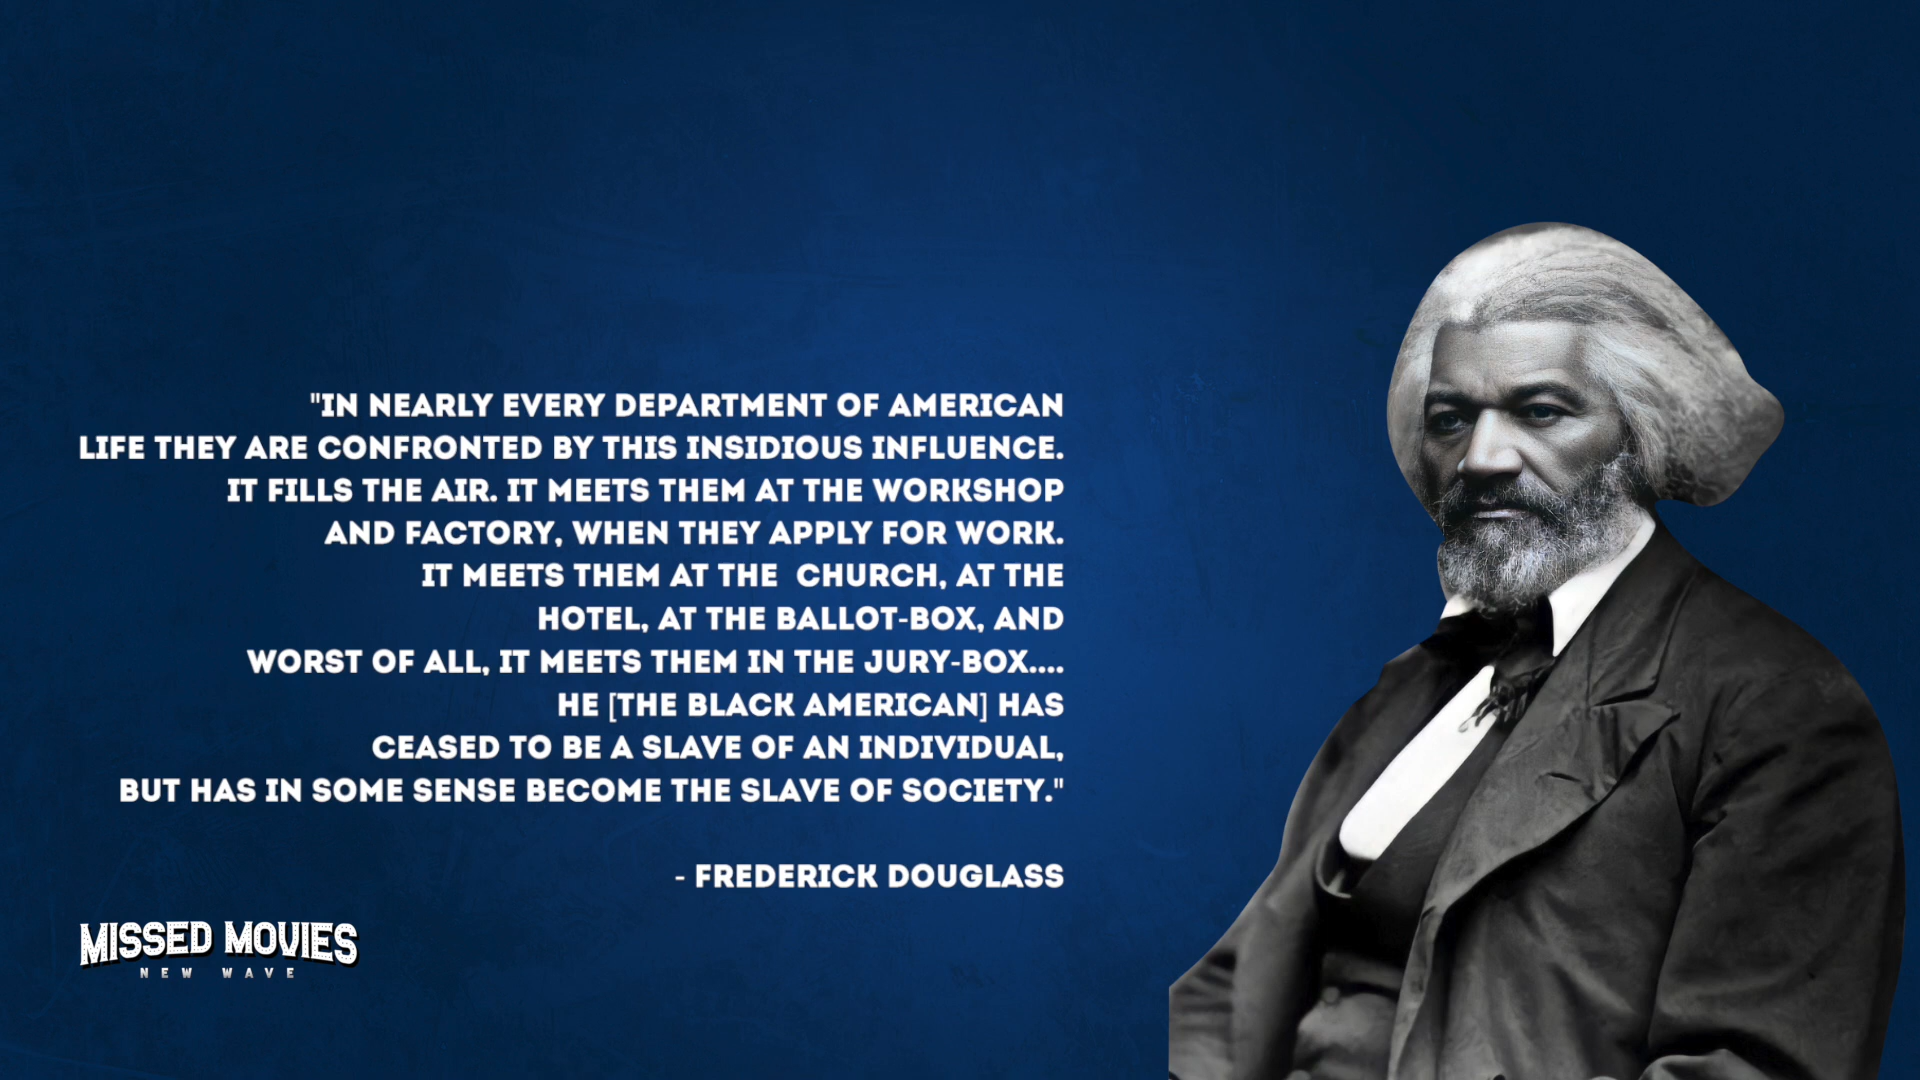 "IN NEARLY EVERY DEPARTMENT OF AMERICAN
LIFE THEY ARE CONFRONTED BY THIS INSIDIOUS INFLUENCE.
IT FILLS THE AIR. IT MEETS THEM AT THE WORKSHOP
AND FACTORY, WHEN THEY APPLY FOR WORK.
IT MEETS THEM AT THE  CHURCH, AT THE
HOTEL, AT THE BALLOT-BOX, AND
WORST OF ALL, IT MEETS THEM IN THE JURY-BOX....
HE [THE BLACK AMERICAN] HAS
CEASED TO BE A SLAVE OF AN INDIVIDUAL,
BUT HAS IN SOME SENSE BECOME THE SLAVE OF SOCIETY."
- FREDERICK DOUGLASS
MISSED MOVIES
NEW WAVE